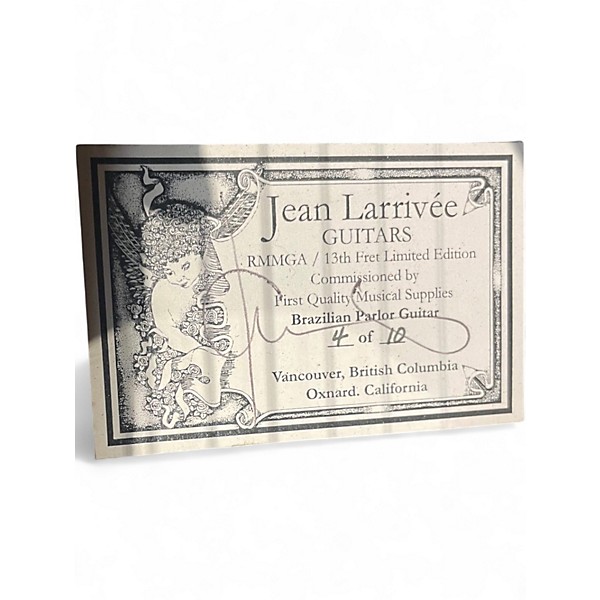 Jean Larrivée
GUITARS
RMMGA / 13th Fret Limited Edition
Commissioned by
First Quality Musical Supplies
Brazilian Parlor Guitar
4 of 10
Vancouver, British Columbia
Oxnard. California